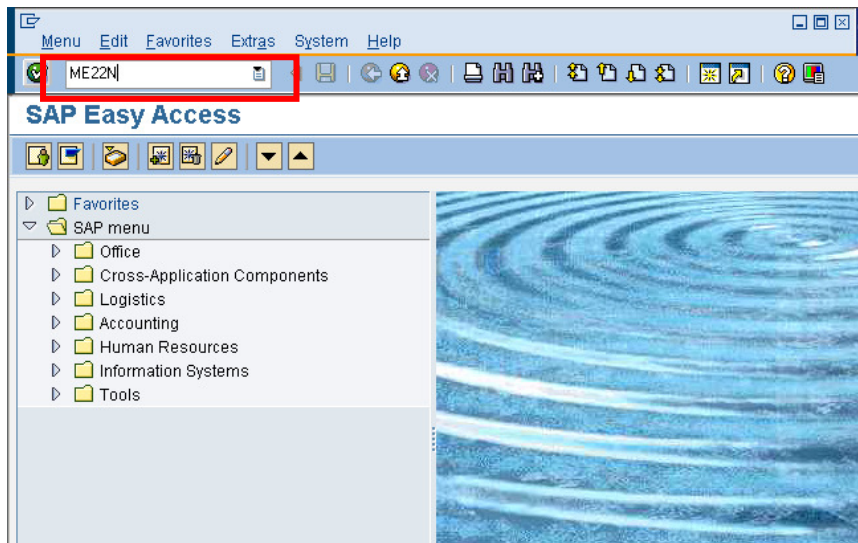 Menu Edit Favorites Extras System Help
ME22N
SAP Easy Access
Favorites
SAP menu
Office
Cross-Application Components
Logistics
Accounting
Human Resources
Information Systems
Tools